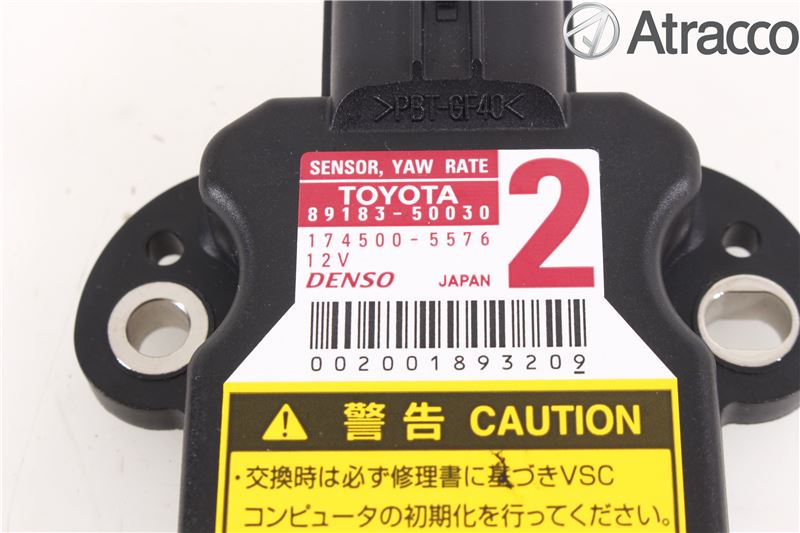 Atracco
>PBT-GF40<
SENSOR, YAW RATE
TOYOTA
89183-50030
2
174500-5576
12V
DENSO JAPAN
002001893209
警告 CAUTION
・交換時は必ず修理書に基づきVSC
コンピュータの初期化を行ってください。